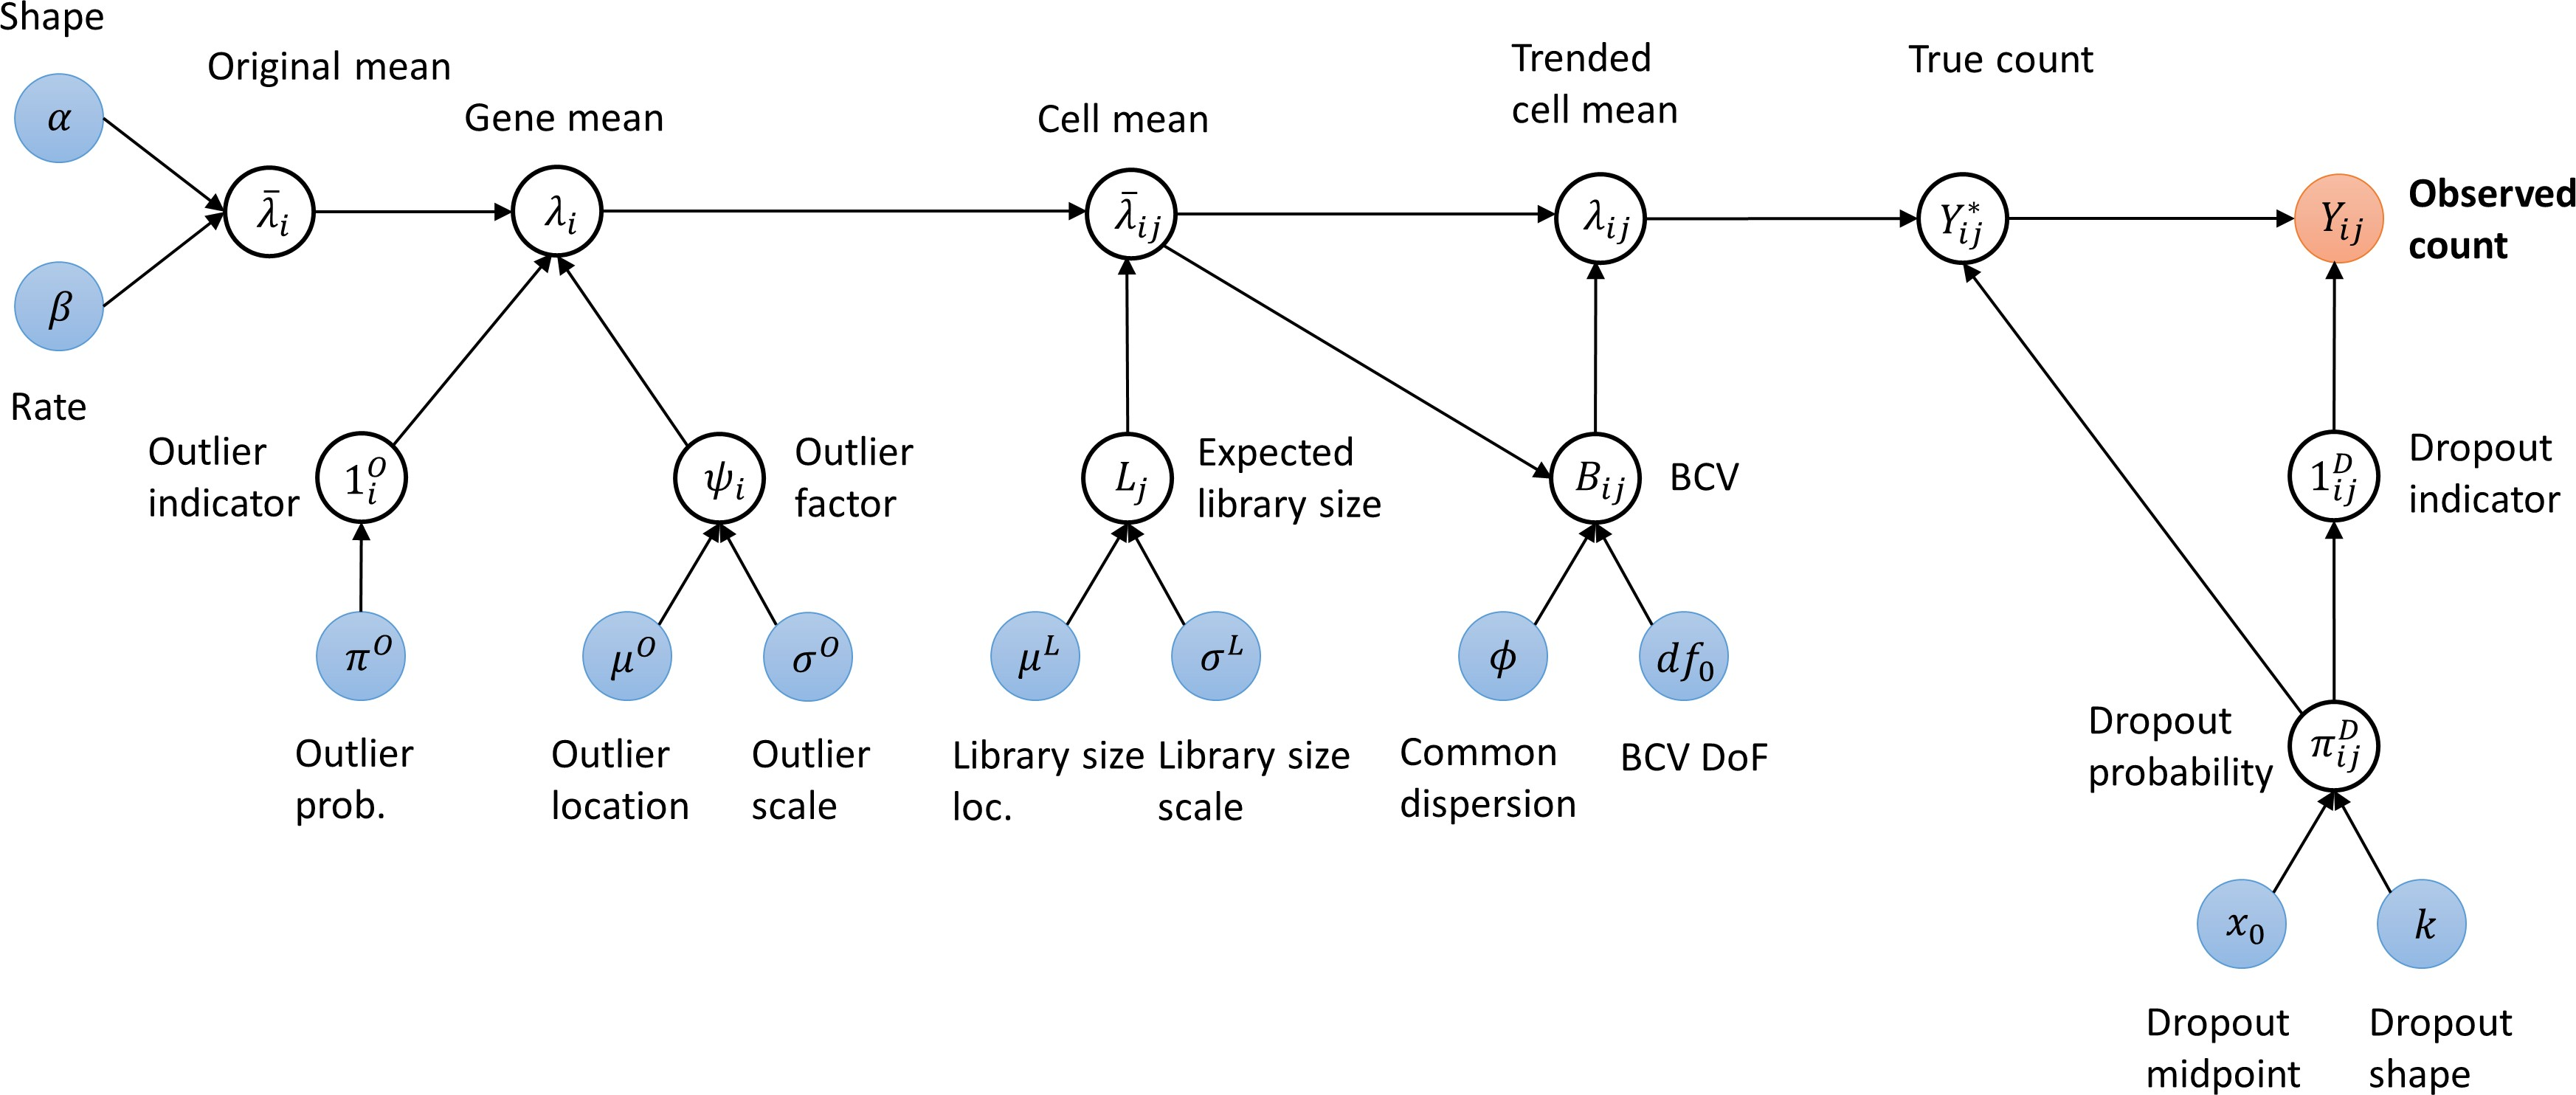 Shape
Original mean
Gene mean
Cell mean
Trended
cell mean
True count
α
β
Rate
λ̄ᵢ
λᵢ
λ̄ᵢⱼ
λᵢⱼ
Y*ᵢⱼ
Yᵢⱼ
Observed
count
Outlier
indicator
1ᵢᴼ
ψᵢ
Outlier
factor
Lⱼ
Expected
library size
Bᵢⱼ
BCV
1ᵢⱼᴰ
Dropout
indicator
πᴼ
μᴼ
σᴼ
μᴸ
σᴸ
ϕ
df₀
Outlier
prob.
Outlier
location
Outlier
scale
Library size
loc.
Library size
scale
Common
dispersion
BCV DoF
Dropout
probability
πᵢⱼᴰ
x₀
k
Dropout
midpoint
Dropout
shape